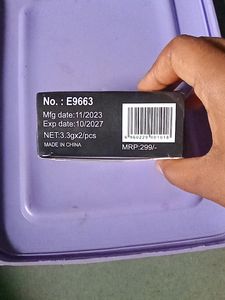 No. : E9663
Mfg date:11/2023
Exp date:10/2027
NET:3.3gx2/pcs
MADE IN CHINA
MRP:299/-